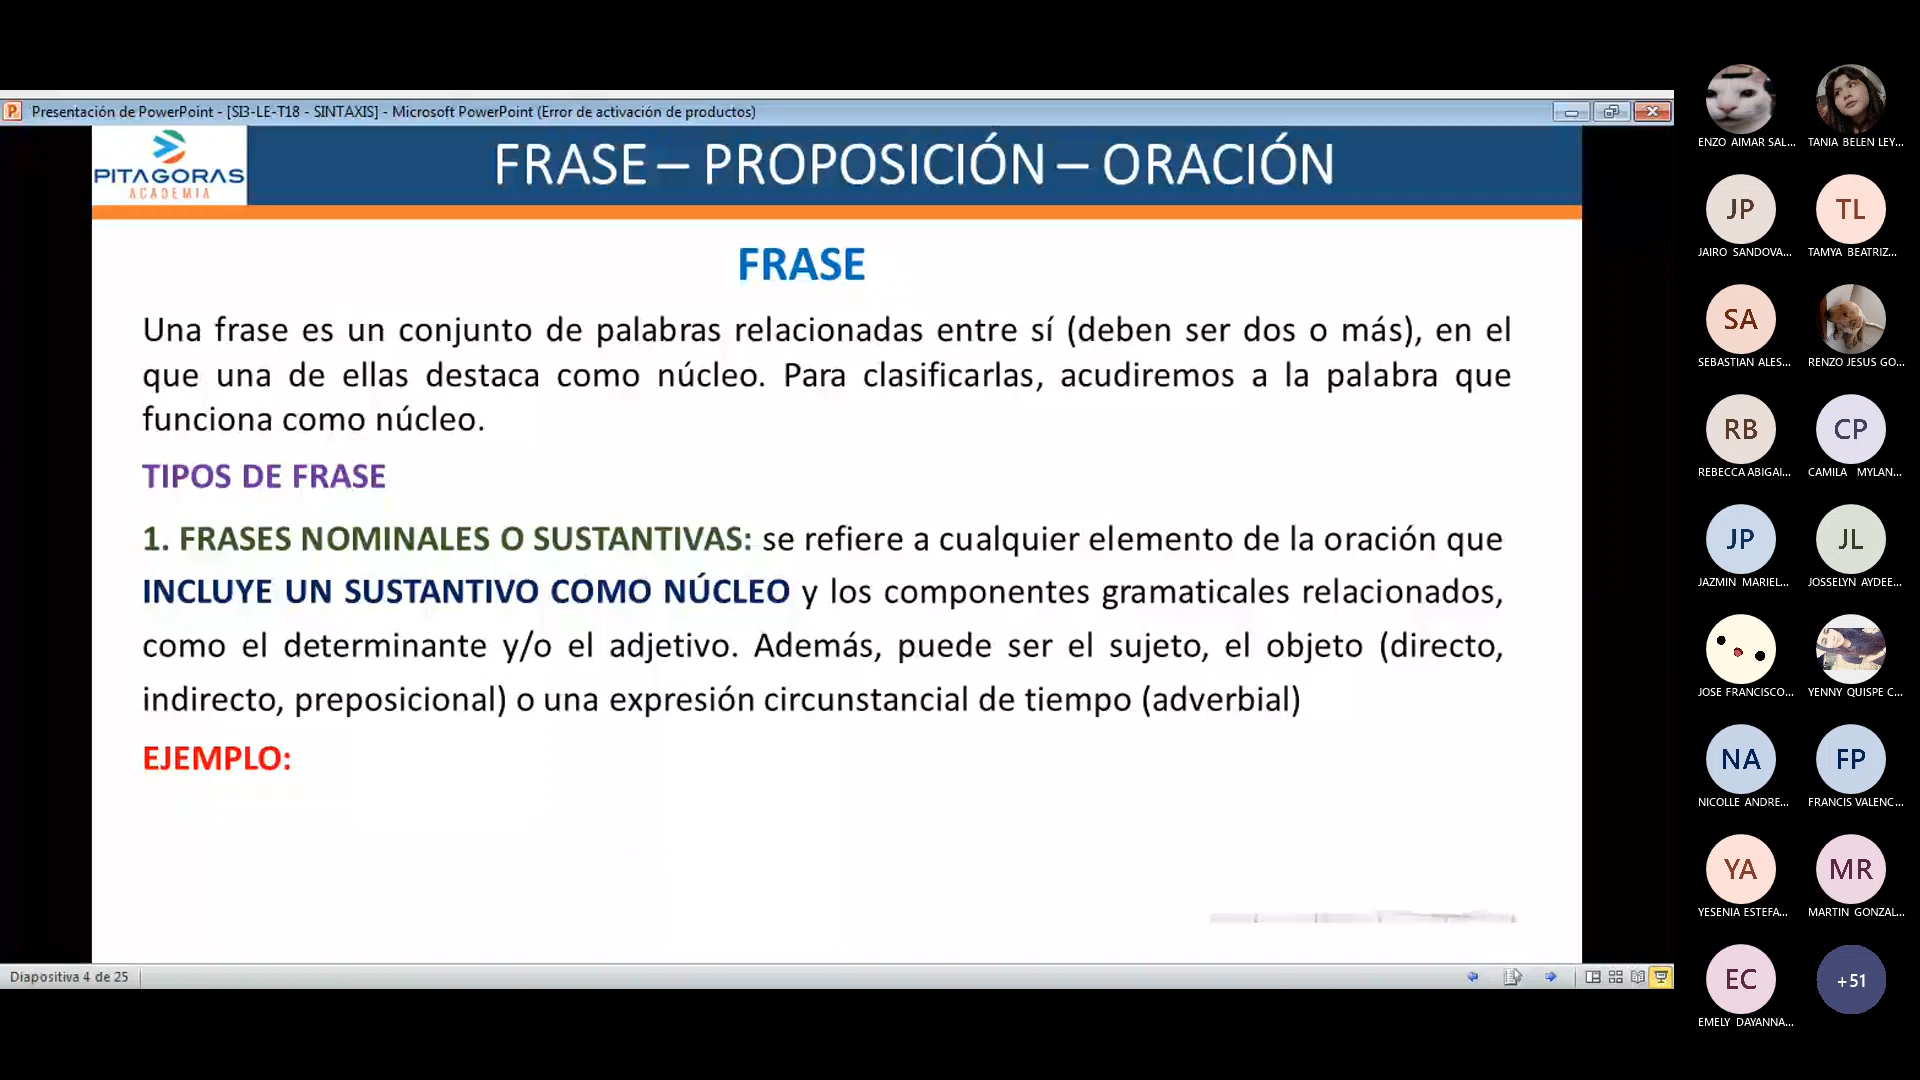 Presentación de PowerPoint - [SI3-LE-T18 - SINTAXIS] - Microsoft PowerPoint (Error de activación de productos)
PITAGORAS
ACADEMIA
FRASE – PROPOSICIÓN – ORACIÓN
FRASE
Una frase es un conjunto de palabras relacionadas entre sí (deben ser dos o más), en el
que una de ellas destaca como núcleo. Para clasificarlas, acudiremos a la palabra que
funciona como núcleo.
TIPOS DE FRASE
1. FRASES NOMINALES O SUSTANTIVAS: se refiere a cualquier elemento de la oración que
INCLUYE UN SUSTANTIVO COMO NÚCLEO y los componentes gramaticales relacionados,
como el determinante y/o el adjetivo. Además, puede ser el sujeto, el objeto (directo,
indirecto, preposicional) o una expresión circunstancial de tiempo (adverbial)
EJEMPLO:
Diapositiva 4 de 25
ENZO AIMAR SAL...
TANIA BELEN LEY...
JP
JAIRO SANDOVA...
TL
TAMYA BEATRIZ...
SA
SEBASTIAN ALES...
RENZO JESUS GO...
RB
REBECCA ABIGAI...
CP
CAMILA MYLAN...
JP
JAZMIN MARIEL...
JL
JOSSELYN AYDEE...
JOSE FRANCISCO...
YENNY QUISPE C...
NA
NICOLLE ANDRE...
FP
FRANCIS VALENC...
YA
YESENIA ESTEFA...
MR
MARTIN GONZAL...
EC
EMELY DAYANNA...
+51